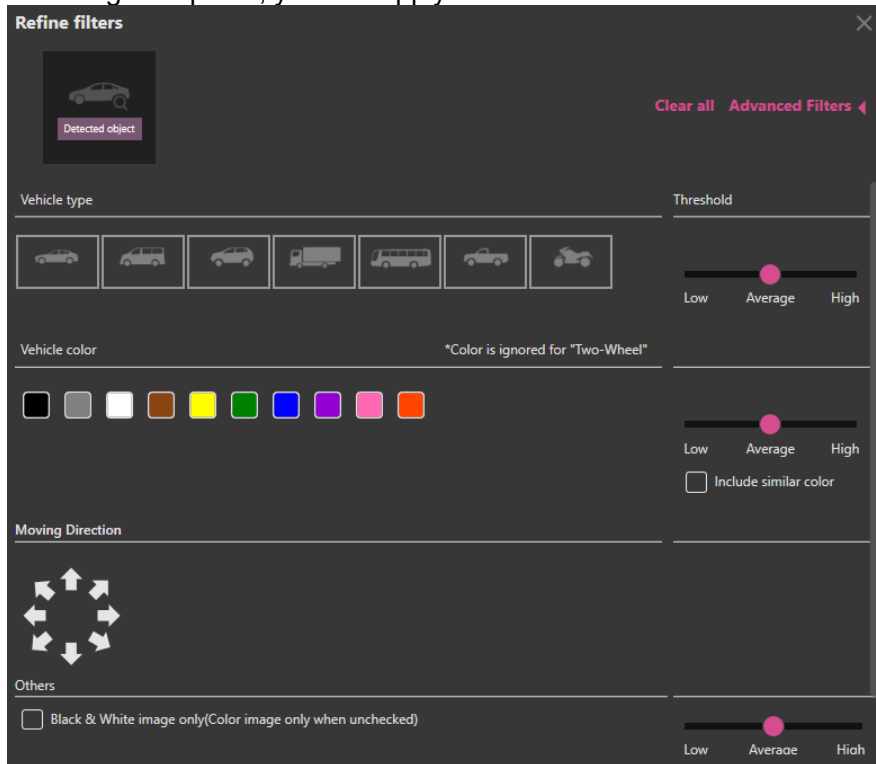 Refine filters
Detected object
Clear all Advanced Filters
Vehicle type
Threshold
Low Average High
Vehicle color
*Color is ignored for "Two-Wheel"
Low Average High
Include similar color
Moving Direction
Others
Black & White image only(Color image only when unchecked)
Low Average High